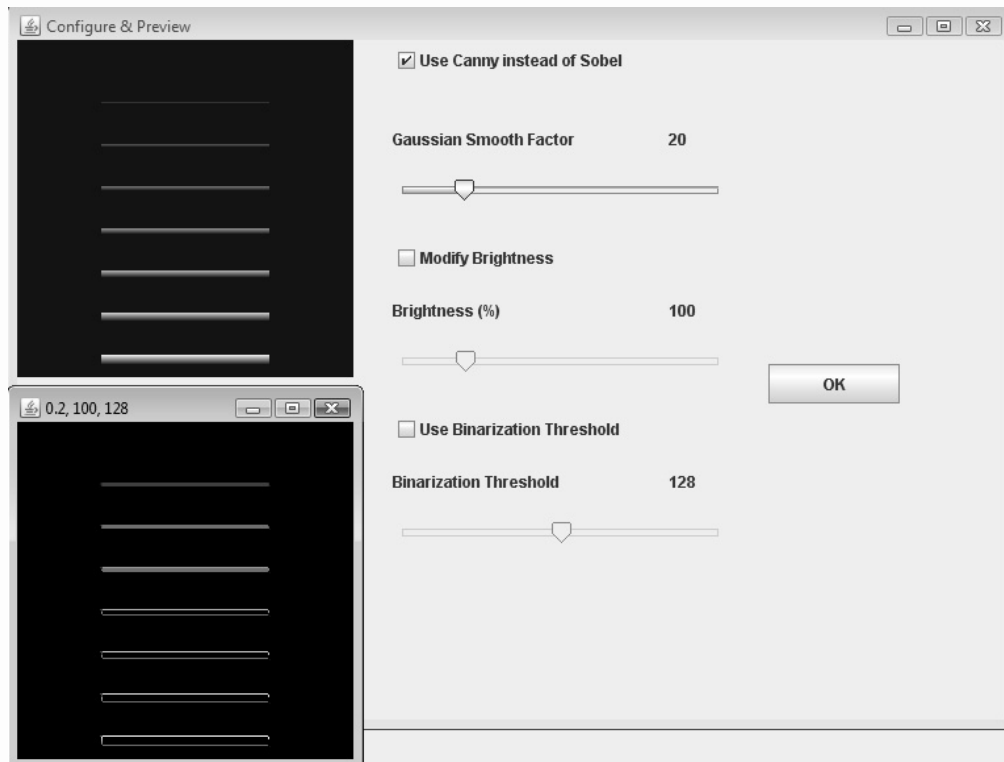 Configure & Preview
Use Canny instead of Sobel
Gaussian Smooth Factor 20
Modify Brightness
Brightness (%) 100
OK
0.2, 100, 128
Use Binarization Threshold
Binarization Threshold 128